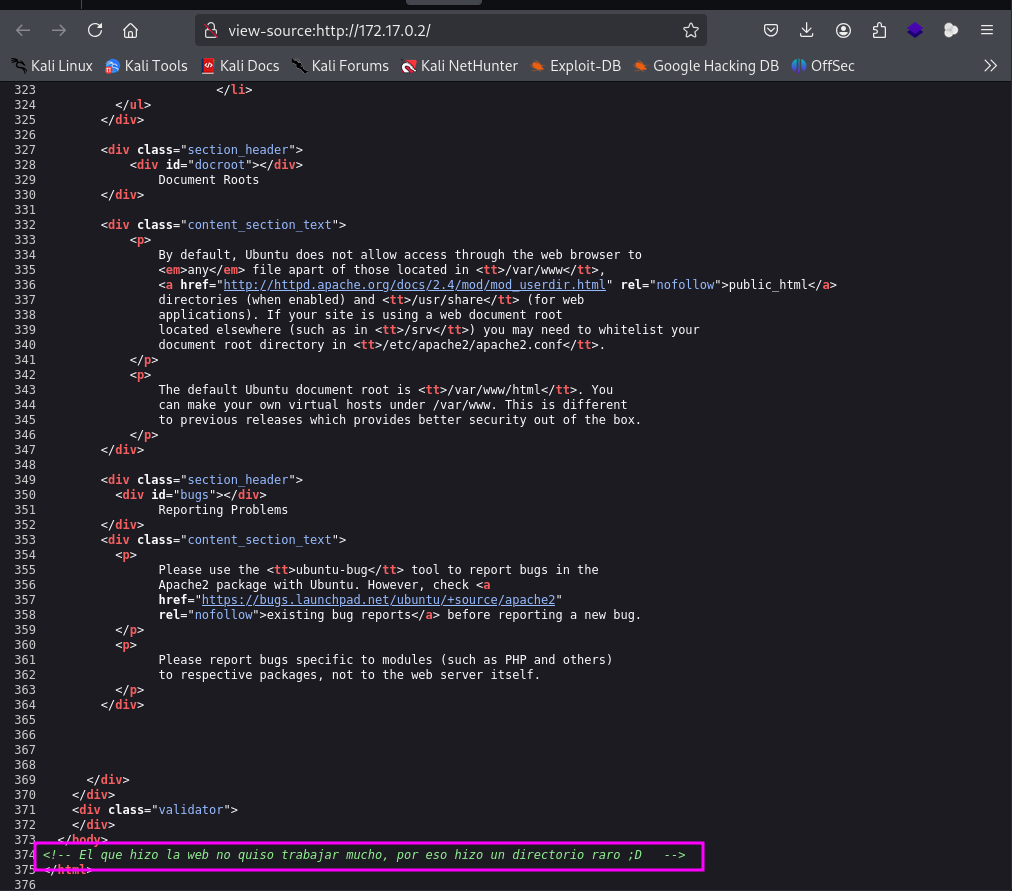 view-source:http://172.17.0.2/
Kali Linux Kali Tools Kali Docs Kali Forums Kali NetHunter Exploit-DB Google Hacking DB OffSec
323 </li>
324 </ul>
325 </div>
326
327 <div class="section_header">
328 <div id="docroot"></div>
329 Document Roots
330 </div>
331
332 <div class="content_section_text">
333 <p>
334 By default, Ubuntu does not allow access through the web browser to
335 <em>any</em> file apart of those located in <tt>/var/www</tt>,
336 <a href="http://httpd.apache.org/docs/2.4/mod/mod_userdir.html" rel="nofollow">public_html</a>
337 directories (when enabled) and <tt>/usr/share</tt> (for web
338 applications). If your site is using a web document root
339 located elsewhere (such as in <tt>/srv</tt>) you may need to whitelist your
340 document root directory in <tt>/etc/apache2/apache2.conf</tt>.
341 </p>
342 <p>
343 The default Ubuntu document root is <tt>/var/www/html</tt>. You
344 can make your own virtual hosts under /var/www. This is different
345 to previous releases which provides better security out of the box.
346 </p>
347 </div>
348
349 <div class="section_header">
350 <div id="bugs"></div>
351 Reporting Problems
352 </div>
353 <div class="content_section_text">
354 <p>
355 Please use the <tt>ubuntu-bug</tt> tool to report bugs in the
356 Apache2 package with Ubuntu. However, check <a
357 href="https://bugs.launchpad.net/ubuntu/+source/apache2"
358 rel="nofollow">existing bug reports</a> before reporting a new bug.
359 </p>
360 <p>
361 Please report bugs specific to modules (such as PHP and others)
362 to respective packages, not to the web server itself.
363 </p>
364 </div>
365
366
367
368
369 </div>
370 </div>
371 <div class="validator">
372 </div>
373 </body>
374 <!-- El que hizo la web no quiso trabajar mucho, por eso hizo un directorio raro ;D -->
375 </html>
376